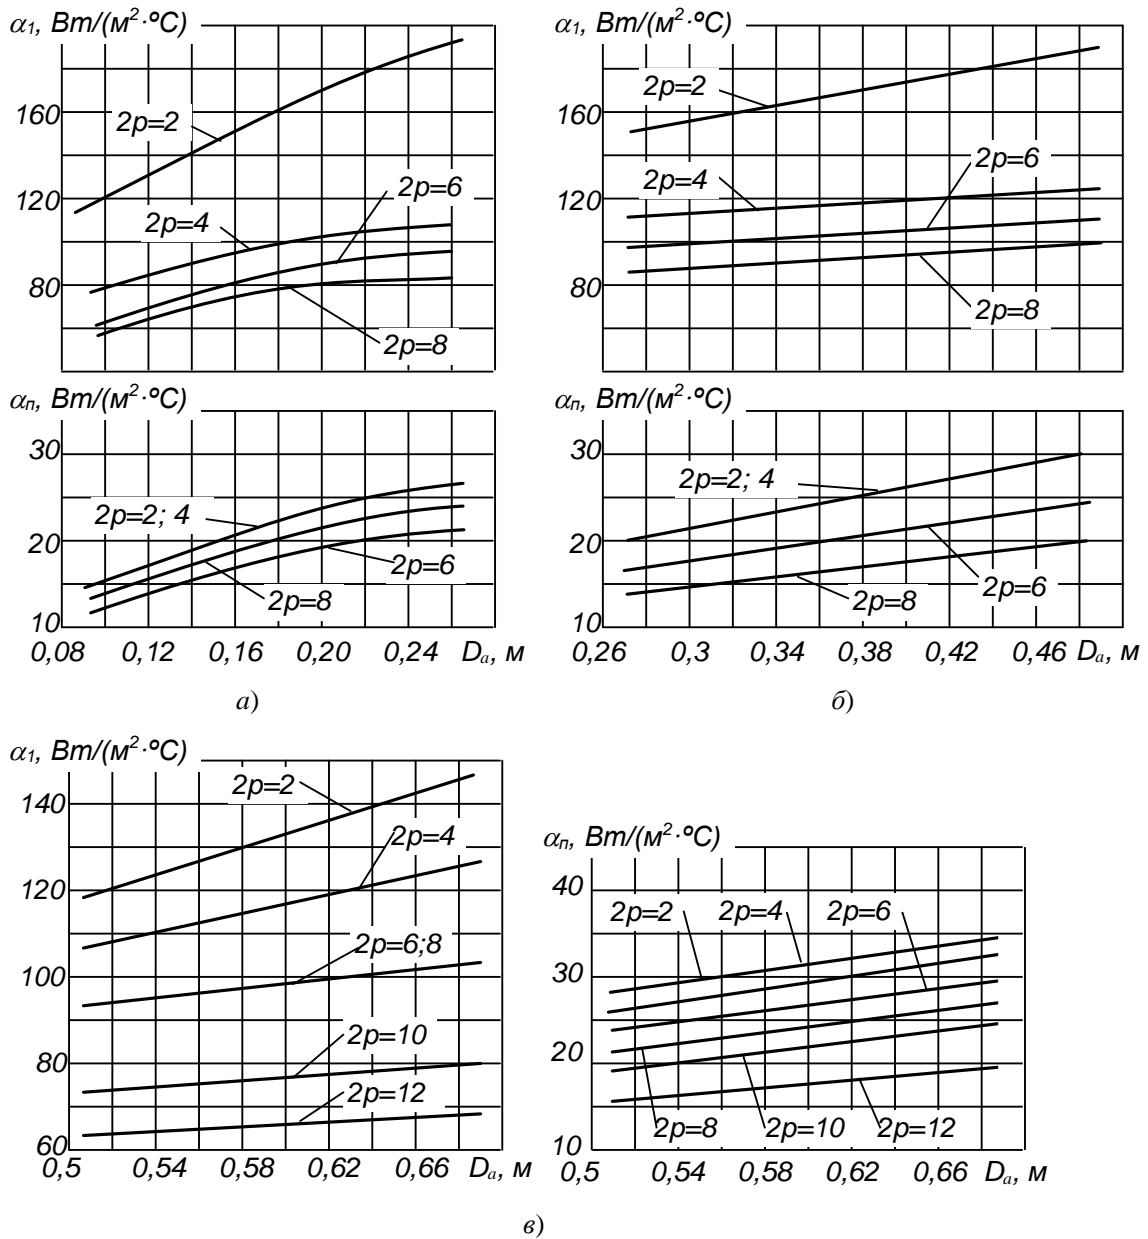 α₁, Вт/(м²·ºС)
160
120
80
2p=2
2p=4
2p=6
2p=8
αп, Вт/(м²·ºС)
30
20
10
2p=2; 4
2p=8
2p=6
0,08 0,12 0,16 0,20 0,24 Dа, м
а)
α₁, Вт/(м²·ºС)
160
120
80
2p=2
2p=4
2p=6
2p=8
αп, Вт/(м²·ºС)
30
20
10
2p=2; 4
2p=8
2p=6
0,26 0,3 0,34 0,38 0,42 0,46 Dа, м
б)
α₁, Вт/(м²·ºС)
140
120
100
80
60
2p=2
2p=4
2p=6;8
2p=10
2p=12
0,5 0,54 0,58 0,62 0,66 Dа, м
αп, Вт/(м²·ºС)
40
30
20
10
2p=2 2p=4 2p=6
2p=8 2p=10 2p=12
0,5 0,54 0,58 0,62 0,66 Dа, м
в)